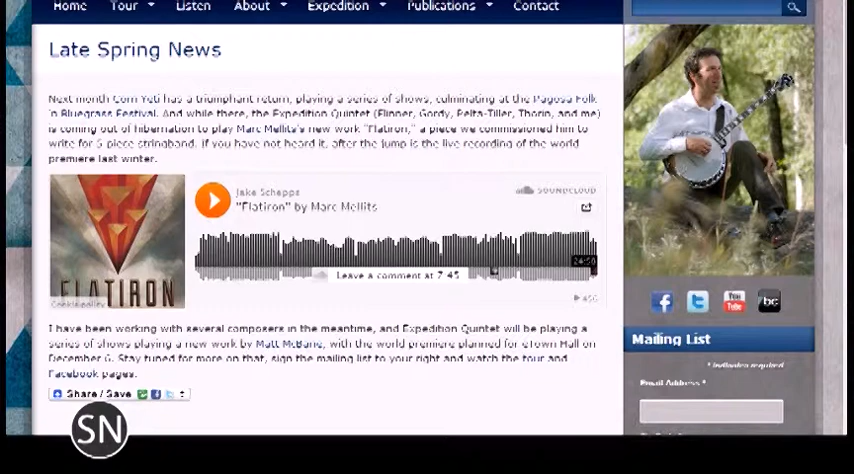 Home Tour Listen About Expedition Publications Contact
Late Spring News
Next month Corn Yeti has a triumphant return, playing a series of shows, culminating at the Pagosa Folk
'n Bluegrass Festival. And while there, the Expedition Quintet (Flinner, Gordy, Pelta-Tiller, Thorin, and me)
is coming out of hibernation to play Marc Mellits's new work "Flatiron," a piece we commissioned him to
write for 5-piece stringband. If you have not heard it, after the jump is the live recording of the world
premiere last winter.
FLATIRON
Cookie policy
Jake Schepps
"Flatiron" by Marc Mellits
SOUNDCLOUD
24:50
Leave a comment at 7:45
456
I have been working with several composers in the meantime, and Expedition Quintet will be playing a
series of shows playing a new work by Matt McBane, with the world premiere planned for eTown Hall on
December 6. Stay tuned for more on that, sign the mailing list to your right and watch the tour and
Facebook pages.
Share / Save
SN
You
Tube
bc
Mailing List
* indicates required
Email Address *